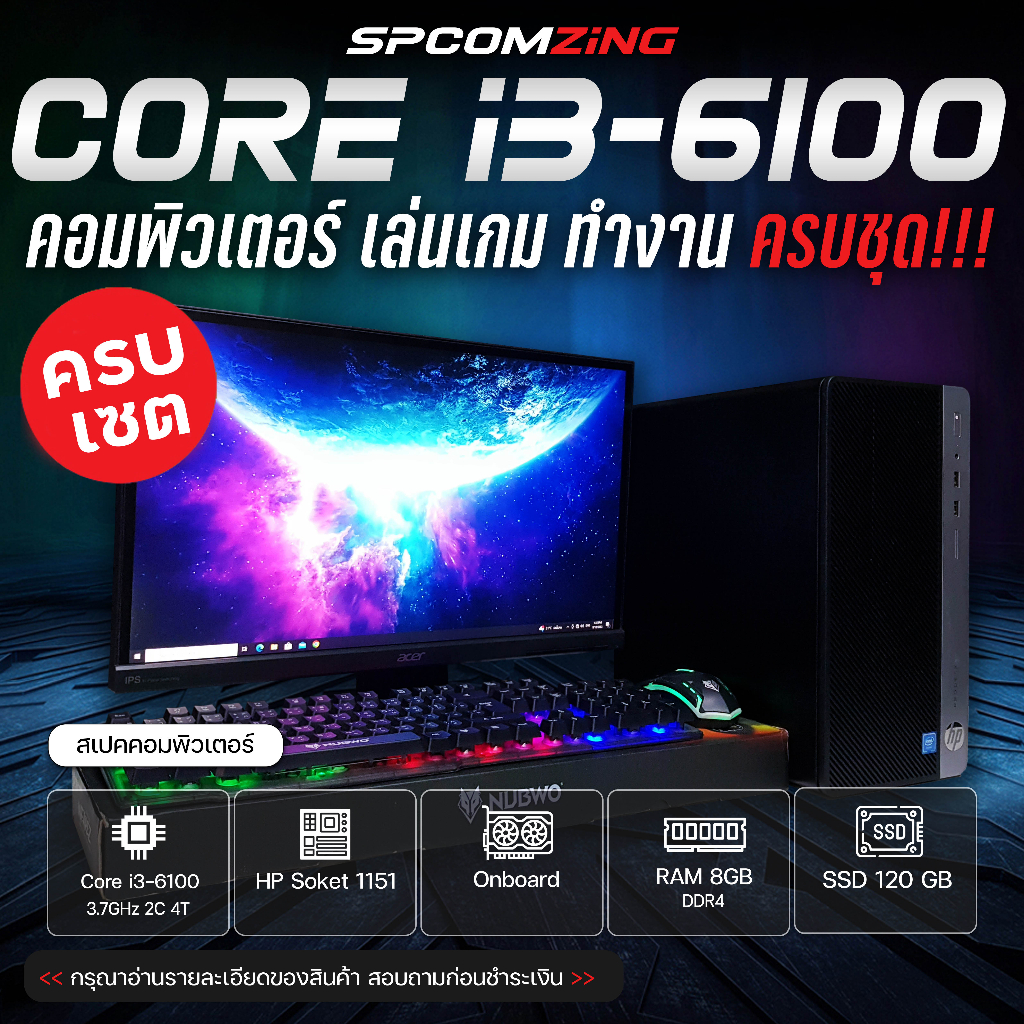 SPCOMZiNG
CORE i3-6100
คอมพิวเตอร์ เล่นเกม ทำงาน ครบชุด!!!
ครบ
เซต
acer
IPS
NUBWO
hp
สเปคคอมพิวเตอร์
NUBWO
Core i3-6100
3.7GHz 2C 4T
HP Soket 1151
Onboard
RAM 8GB
DDR4
SSD
SSD 120 GB
<< กรุณาอ่านรายละเอียดของสินค้า สอบถามก่อนชำระเงิน >>